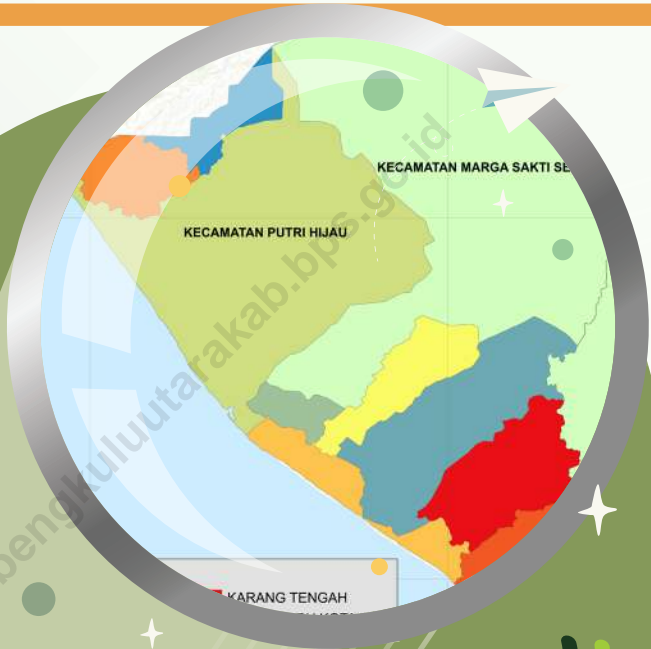 KECAMATAN MARGA SAKTI SE
KECAMATAN PUTRI HIJAU
bengkuluutarakab.bps.go.id
KARANG TENGAH